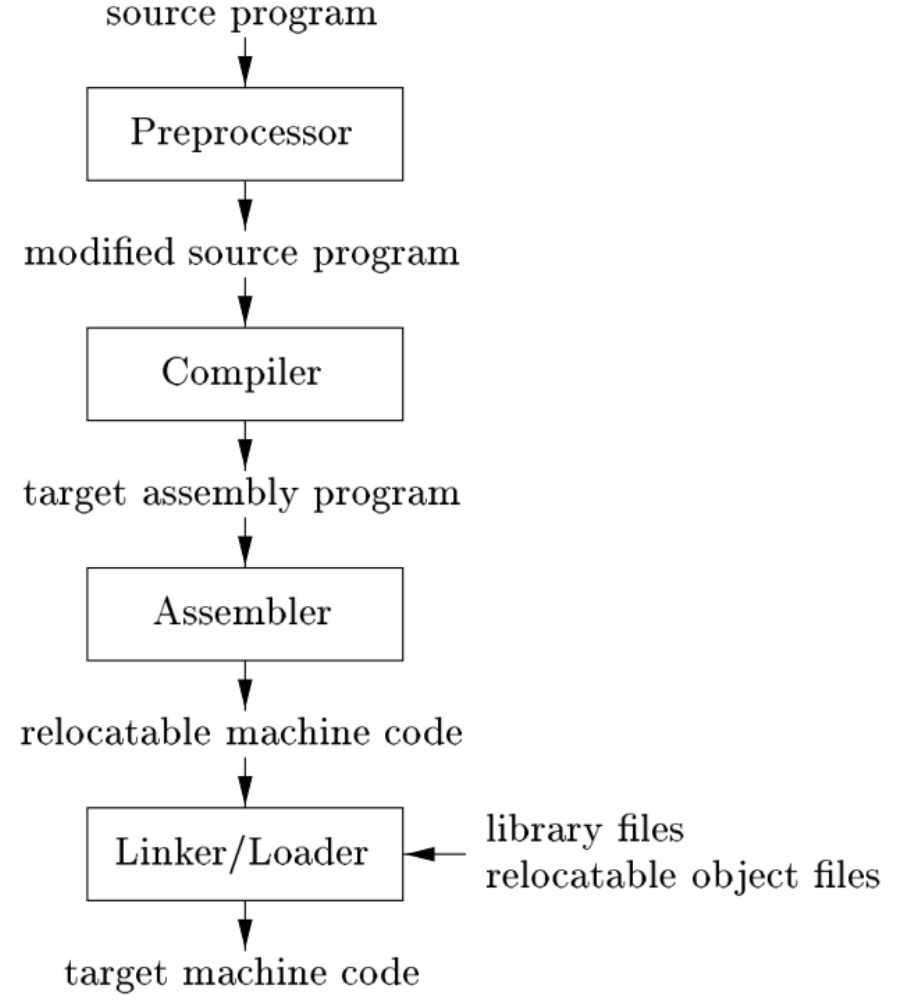 source program
Preprocessor
modified source program
Compiler
target assembly program
Assembler
relocatable machine code
Linker/Loader
library files
relocatable object files
target machine code